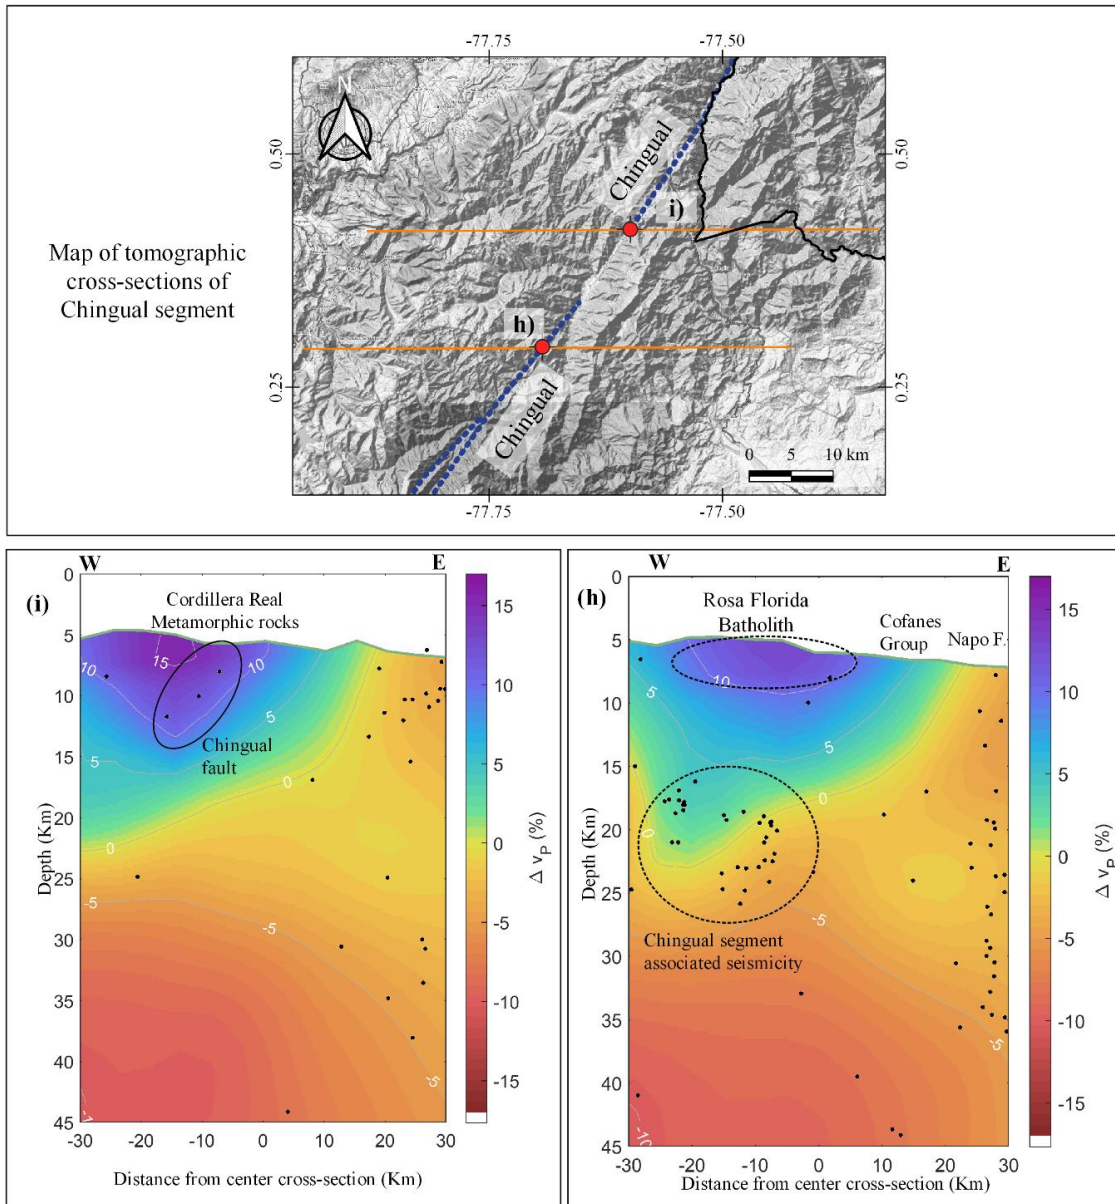 -77.75
-77.50
N
0.50
0.50
Chingual
i)
Map of tomographic
cross-sections of
Chingual segment
h)
0.25
0.25
Chingual
0 5 10 km
-77.75
-77.50
W
E
(i)
Cordillera Real
Metamorphic rocks
15
10
10
5
5
0
0
-5
-5
-5
Chingual
fault
0
5
10
15
20
25
30
35
40
45
Depth (Km)
-30
-20
-10
0
10
20
30
Distance from center cross-section (Km)
15
10
5
0
-5
-10
-15
Δ vP (%)
W
E
(h)
Rosa Florida
Batholith
Cofanes
Group
Napo F.
10
5
5
0
0
-5
-5
-10
Chingual segment
associated seismicity
0
5
10
15
20
25
30
35
40
45
Depth (Km)
-30
-20
-10
0
10
20
30
Distance from center cross-section (Km)
15
10
5
0
-5
-10
-15
Δ vP (%)